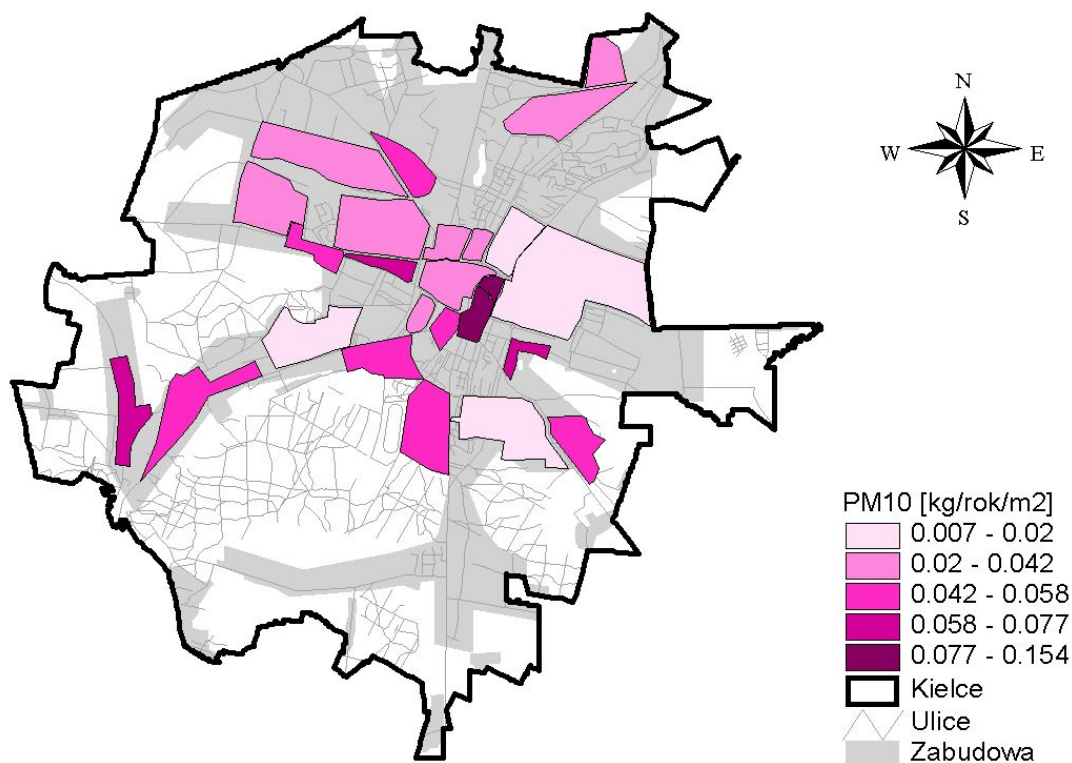 N
W E
S
PM10 [kg/rok/m2]
0.007 - 0.02
0.02 - 0.042
0.042 - 0.058
0.058 - 0.077
0.077 - 0.154
Kielce
Ulice
Zabudowa